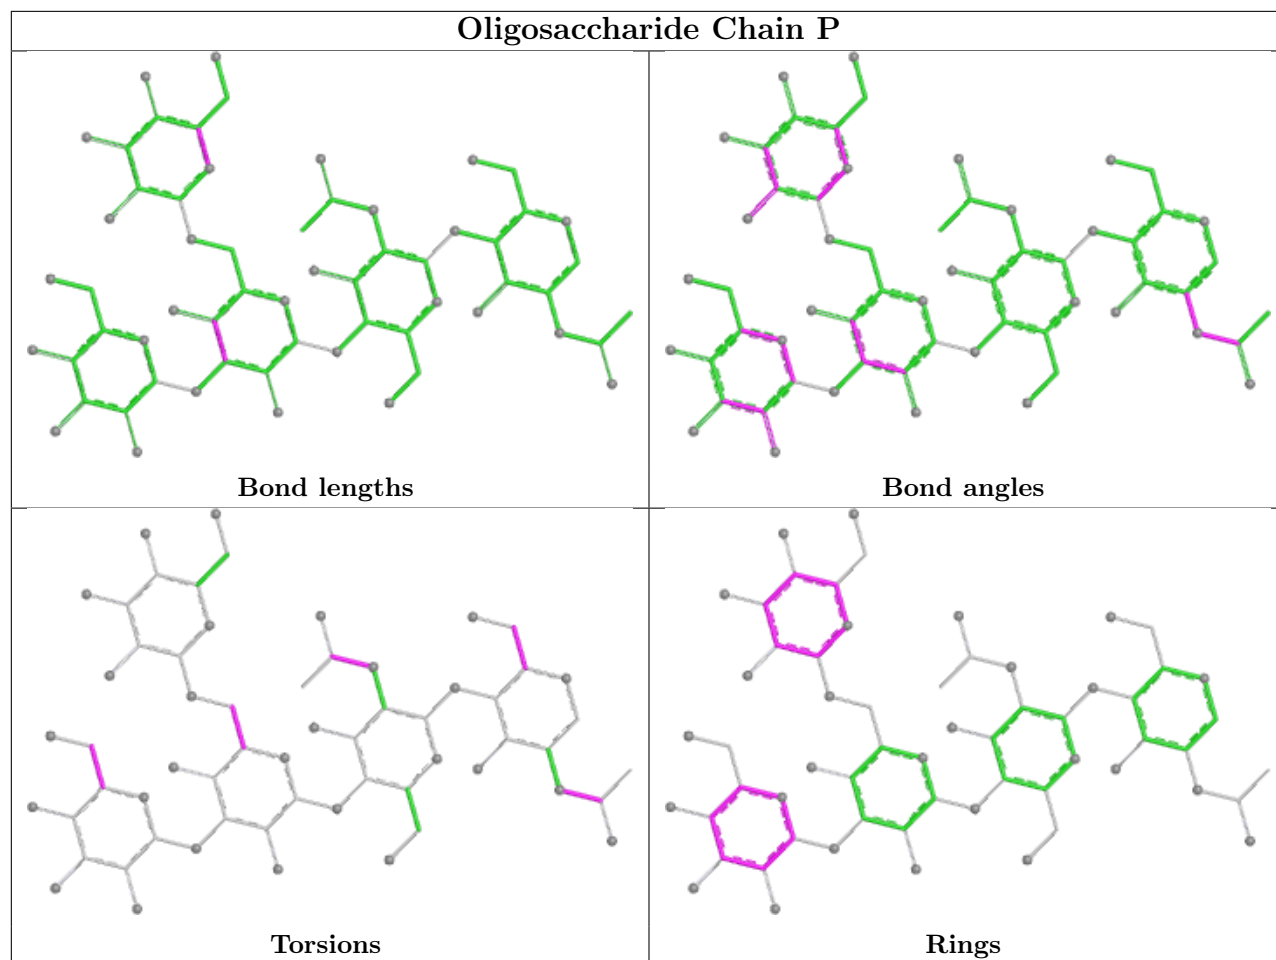 Oligosaccharide Chain P
Bond lengths
Bond angles
Torsions
Rings